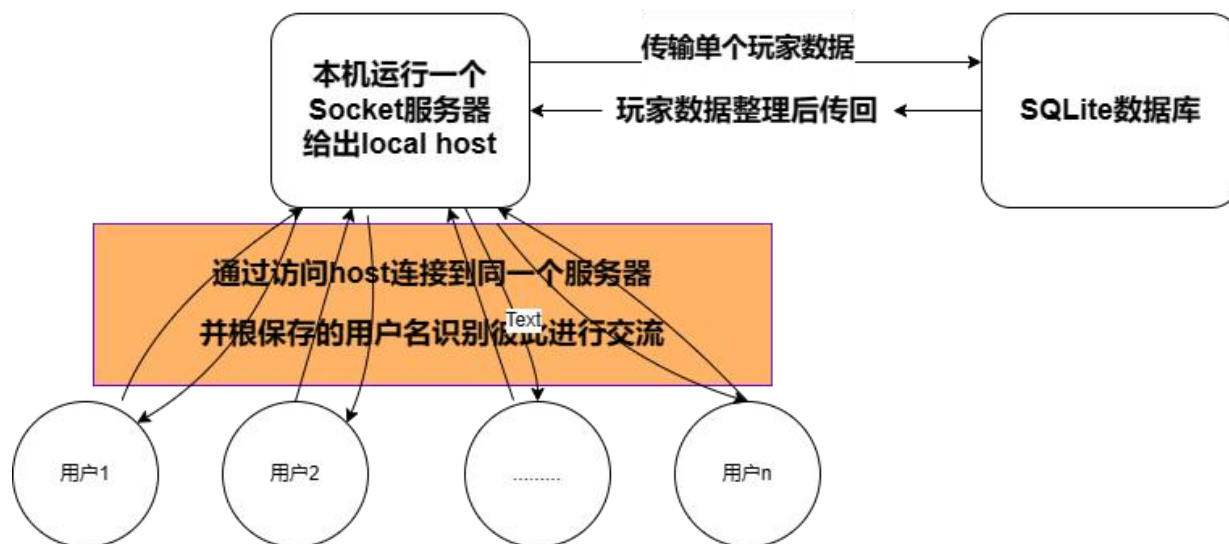 本机运行一个
Socket服务器
给出local host
传输单个玩家数据
玩家数据整理后传回
SQLite数据库
通过访问host连接到同一个服务器
并根保存的用户名识别彼此进行交流
Text
用户1
用户2
.........
用户n